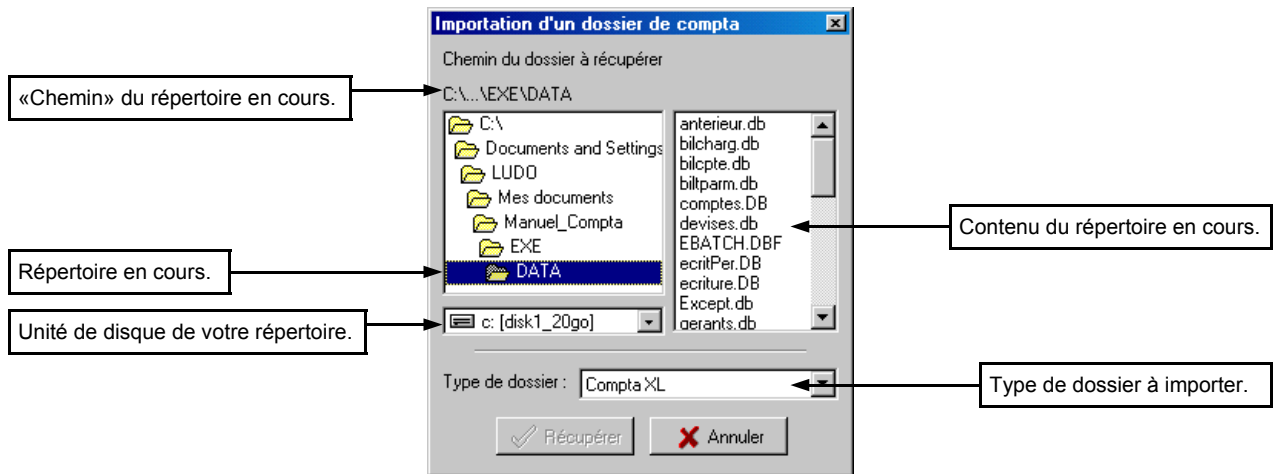 Importation d'un dossier de compta
Chemin du dossier à récupérer
«Chemin» du répertoire en cours.
C:\...\EXE\DATA
C:\
Documents and Settings
LUDO
Mes documents
Manuel_Compta
EXE
DATA
anterieur.db
bilcharg.db
bilcpte.db
biltparm.db
comptes.DB
devises.db
EBATCH.DBF
ecritPer.DB
ecriture.DB
Except.db
gerants.db
Contenu du répertoire en cours.
Répertoire en cours.
Unité de disque de votre répertoire.
c: [disk1_20go]
Type de dossier :
Compta XL
Type de dossier à importer.
Récupérer
Annuler